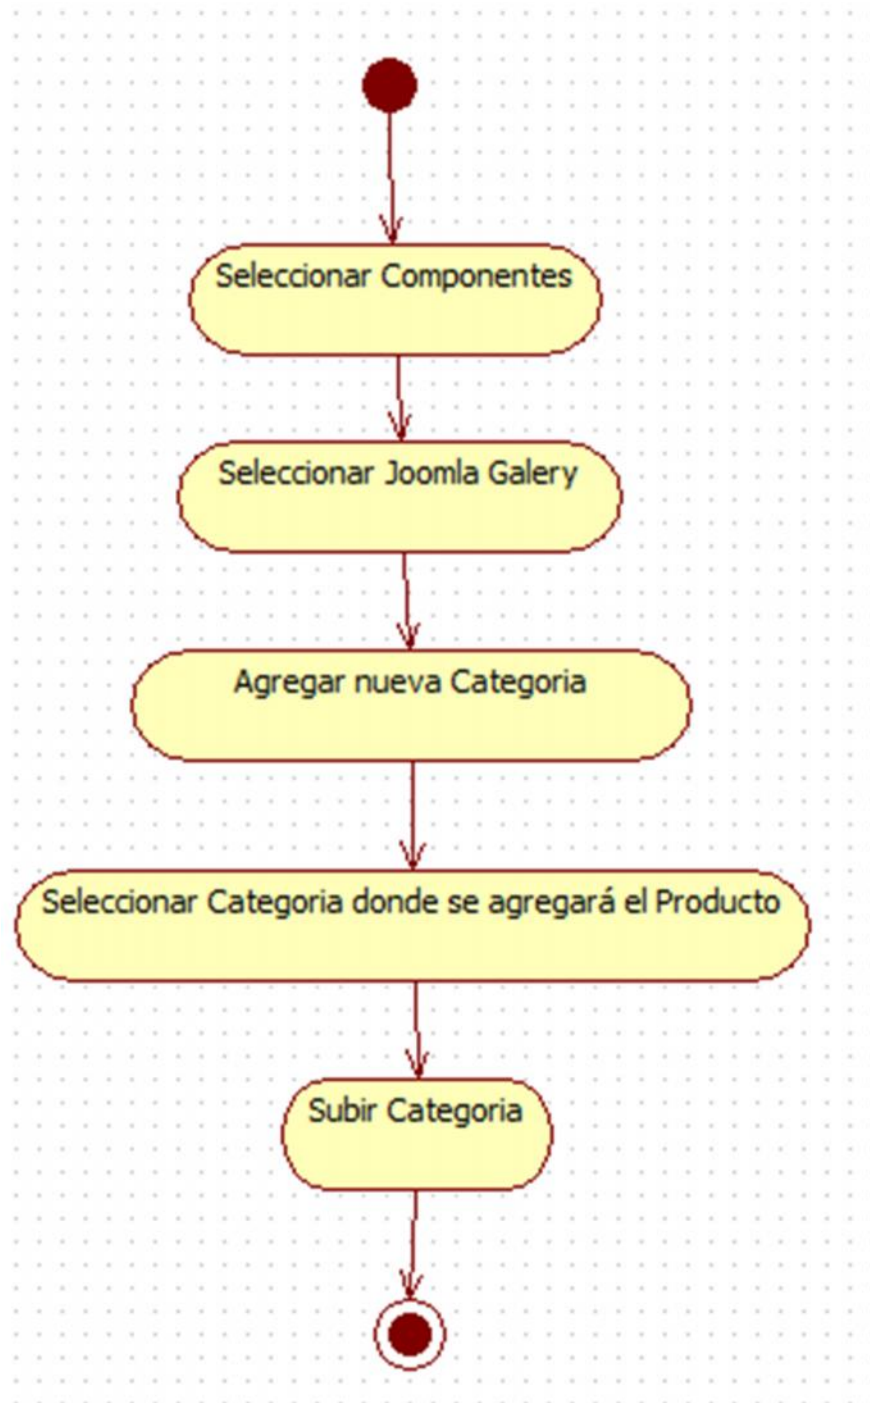 Seleccionar Componentes
Seleccionar Joomla Galery
Agregar nueva Categoria
Seleccionar Categoria donde se agregará el Producto
Subir Categoria